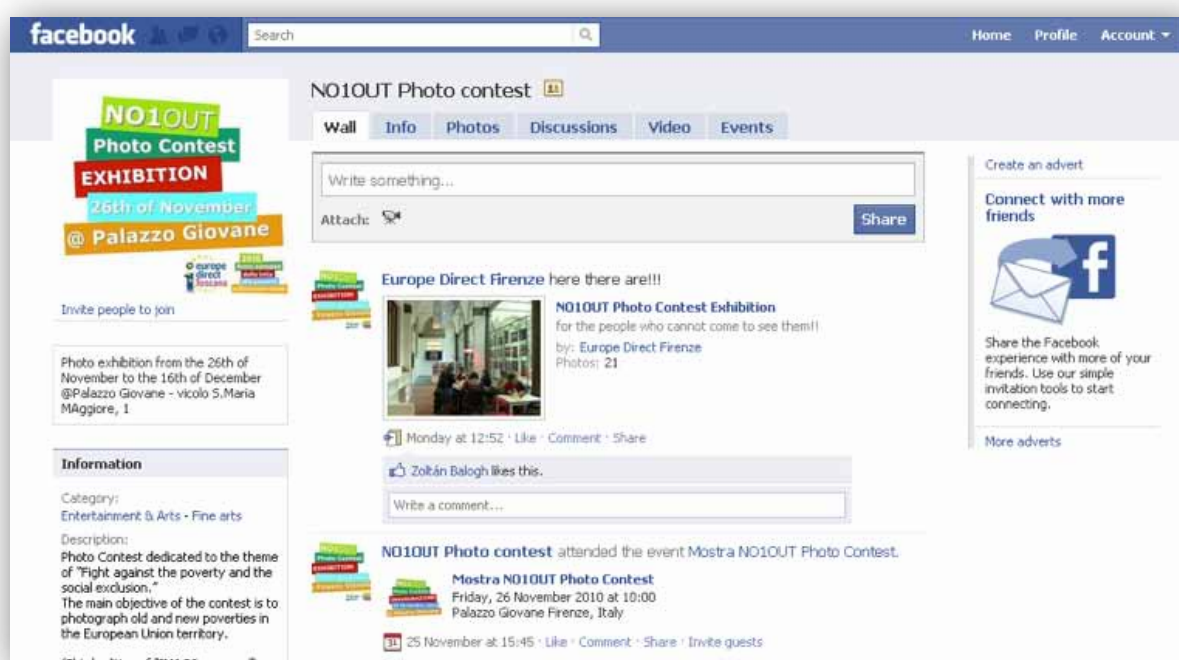 facebook
Search
Home Profile Account
NO1OUT
Photo Contest
EXHIBITION
26th of November
@ Palazzo Giovane
europe
direct
Toscana
Invite people to join
Photo exhibition from the 26th of
November to the 16th of December
@Palazzo Giovane - vicolo S.Maria
MAggiore, 1
Information
Category:
Entertainment & Arts - Fine arts
Description:
Photo Contest dedicated to the theme
of "Fight against the poverty and the
social exclusion."
The main objective of the contest is to
photograph old and new poverties in
the European Union territory.
NO1OUT Photo contest
Wall Info Photos Discussions Video Events
Write something...
Attach:
Share
Europe Direct Firenze here there are!!!
NO1OUT Photo Contest Exhibition
for the people who cannot come to see them!!
by: Europe Direct Firenze
Photos: 21
Monday at 12:52 · Like · Comment · Share
Zoltán Balogh likes this.
Write a comment...
NO1OUT Photo contest attended the event Mostra NO1OUT Photo Contest.
Mostra NO1OUT Photo Contest
Friday, 26 November 2010 at 10:00
Palazzo Giovane Firenze, Italy
31 25 November at 15:45 · Like · Comment · Share · Invite guests
Create an advert
Connect with more
friends
f
Share the Facebook
experience with more of your
friends. Use our simple
invitation tools to start
connecting.
More adverts